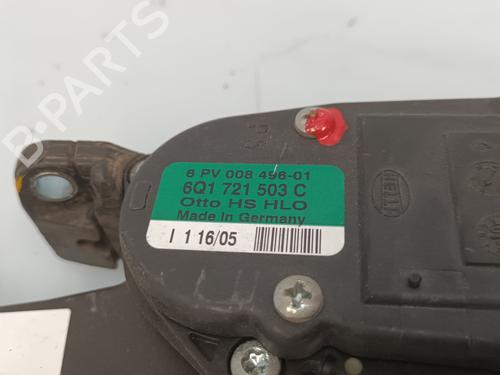 B-PARTS
6 PV 008 496-01
6Q1 721 503 C
Otto HS HLO
Made in Germany
I 1 16/05
HELLA